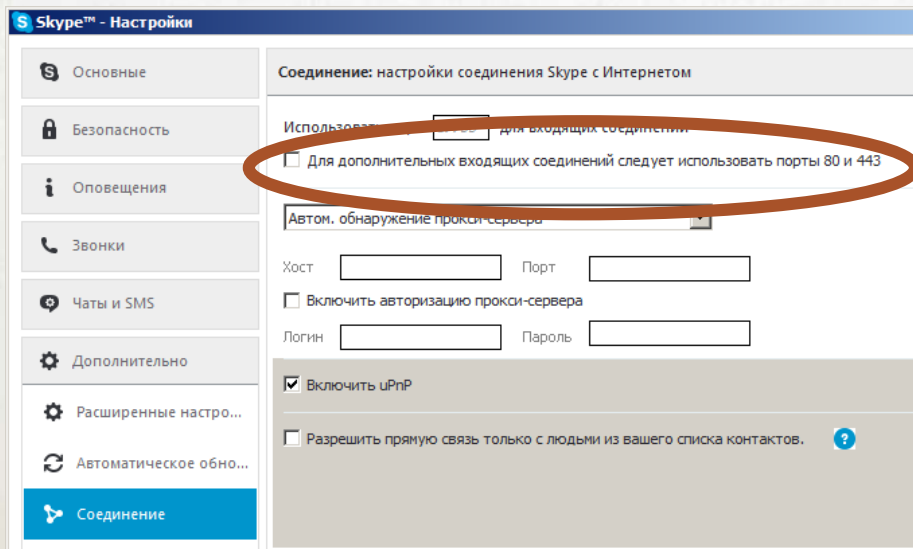 Skype™ - Настройки
Основные
Безопасность
Оповещения
Звонки
Чаты и SMS
Дополнительно
Расширенные настро...
Автоматическое обно...
Соединение
Соединение: настройки соединения Skype с Интернетом
Использовать для входящих соединений
Для дополнительных входящих соединений следует использовать порты 80 и 443
Автом. обнаружение прокси-сервера
Хост Порт
Включить авторизацию прокси-сервера
Логин Пароль
Включить uPnP
Разрешить прямую связь только с людьми из вашего списка контактов. ?